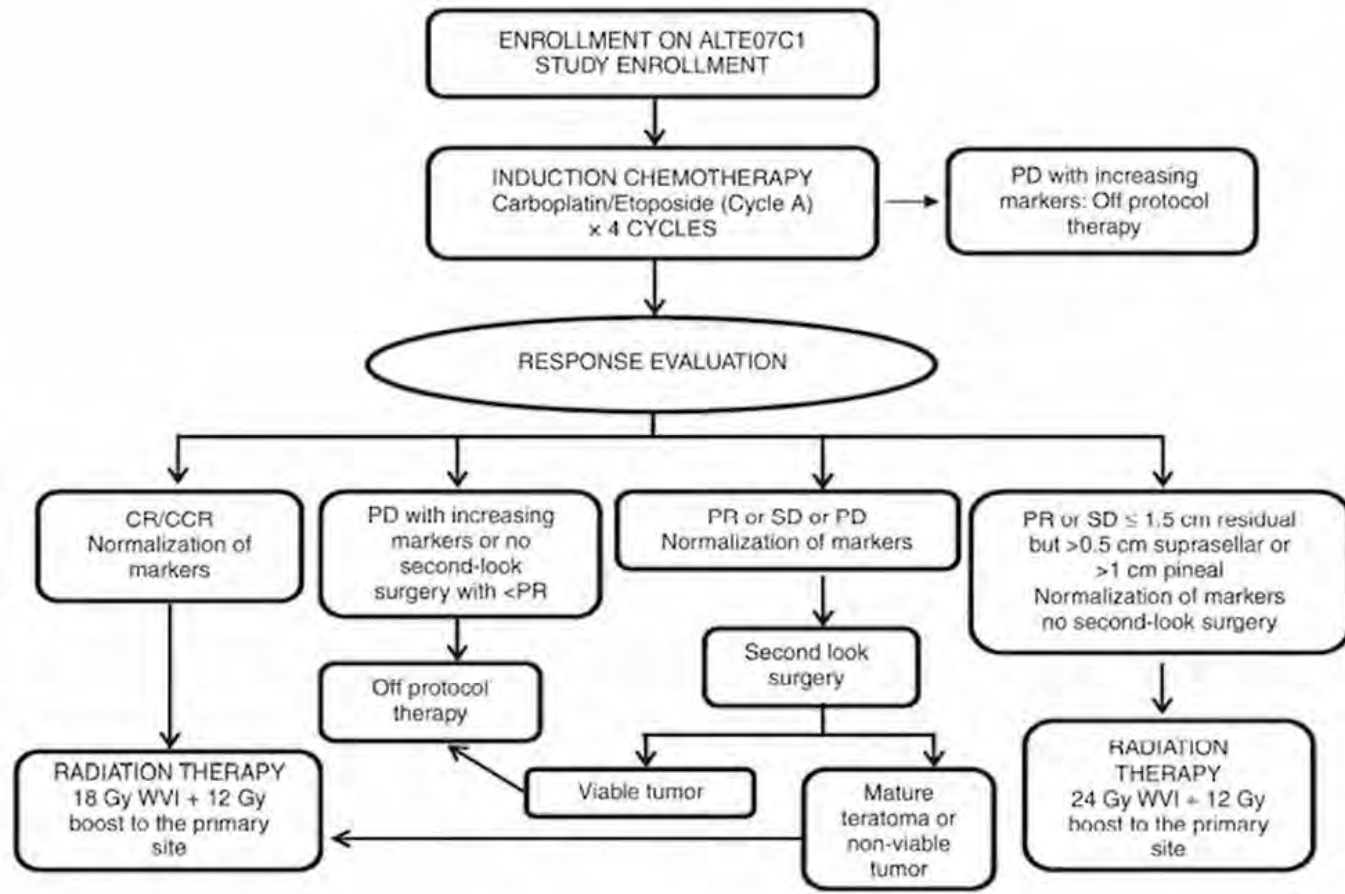 ENROLLMENT ON ALTE07C1
STUDY ENROLLMENT
INDUCTION CHEMOTHERAPY
Carboplatin/Etoposide (Cycle A)
× 4 CYCLES
PD with increasing
markers: Off protocol
therapy
RESPONSE EVALUATION
CR/CCR
Normalization of
markers
PD with increasing
markers or no
second-look
surgery with <PR
PR or SD or PD
Normalization of markers
PR or SD ≤ 1.5 cm residual
but >0.5 cm suprasellar or
>1 cm pineal
Normalization of markers
no second-look surgery
Off protocol
therapy
Second look
surgery
RADIATION THERAPY
18 Gy WVI + 12 Gy
boost to the primary
site
Viable tumor
Mature
teratoma or
non-viable
tumor
RADIATION
THERAPY
24 Gy WVI + 12 Gy
boost to the primary
site